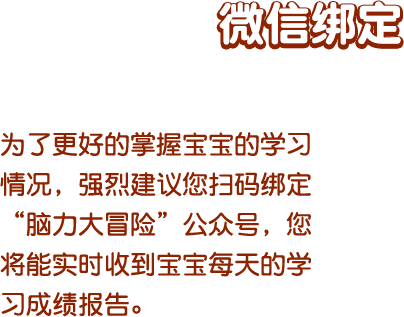 微信绑定
为了更好的掌握宝宝的学习
情况，强烈建议您扫码绑定
“脑力大冒险”公众号，您
将能实时收到宝宝每天的学
习成绩报告。